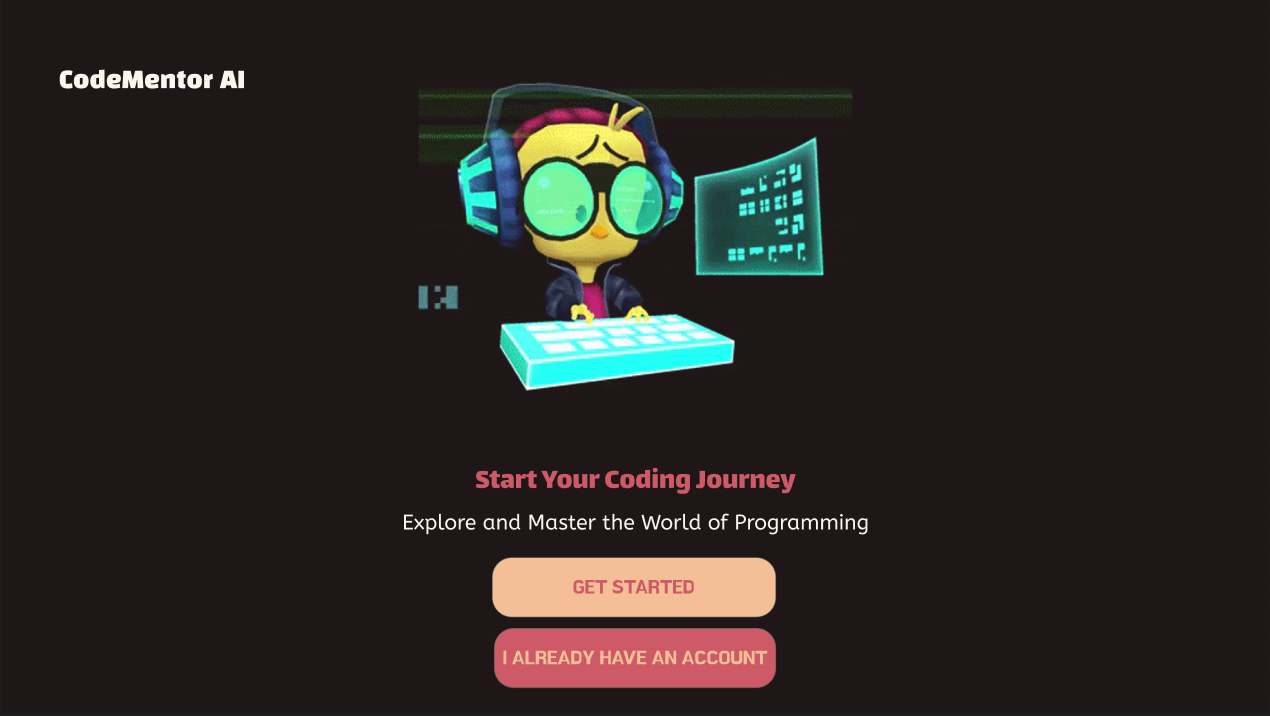 CodeMentor AI
Start Your Coding Journey
Explore and Master the World of Programming
GET STARTED
I ALREADY HAVE AN ACCOUNT